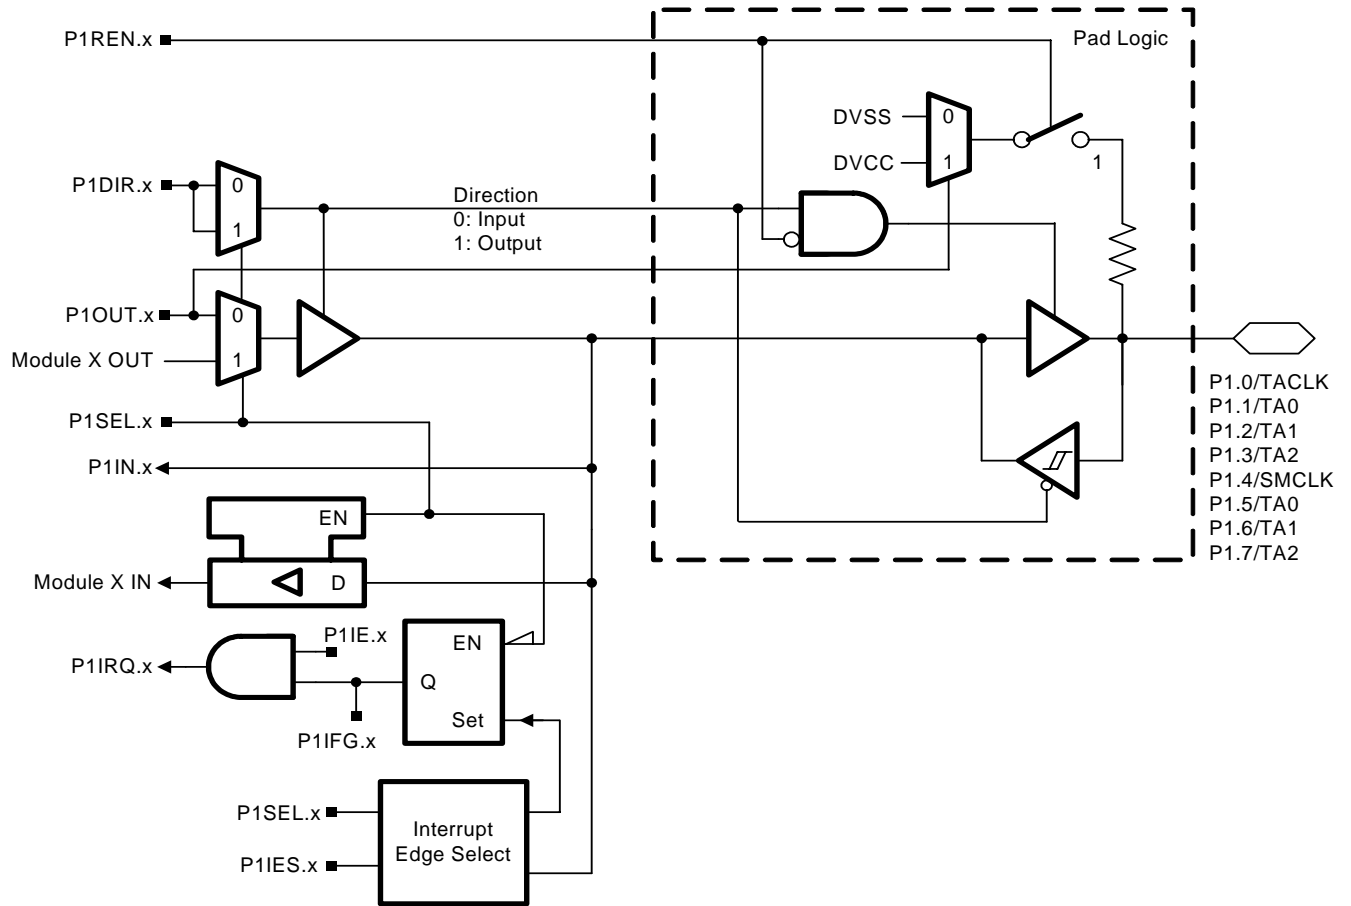 P1REN.x
Pad Logic
DVSS
0
DVCC
1
1
P1DIR.x
0
1
Direction
0: Input
1: Output
P1OUT.x
0
Module X OUT
1
P1SEL.x
P1IN.x
EN
Module X IN
D
P1IE.x
EN
P1IRQ.x
Q
Set
P1IFG.x
P1SEL.x
Interrupt
Edge Select
P1IES.x
P1.0/TACLK
P1.1/TA0
P1.2/TA1
P1.3/TA2
P1.4/SMCLK
P1.5/TA0
P1.6/TA1
P1.7/TA2